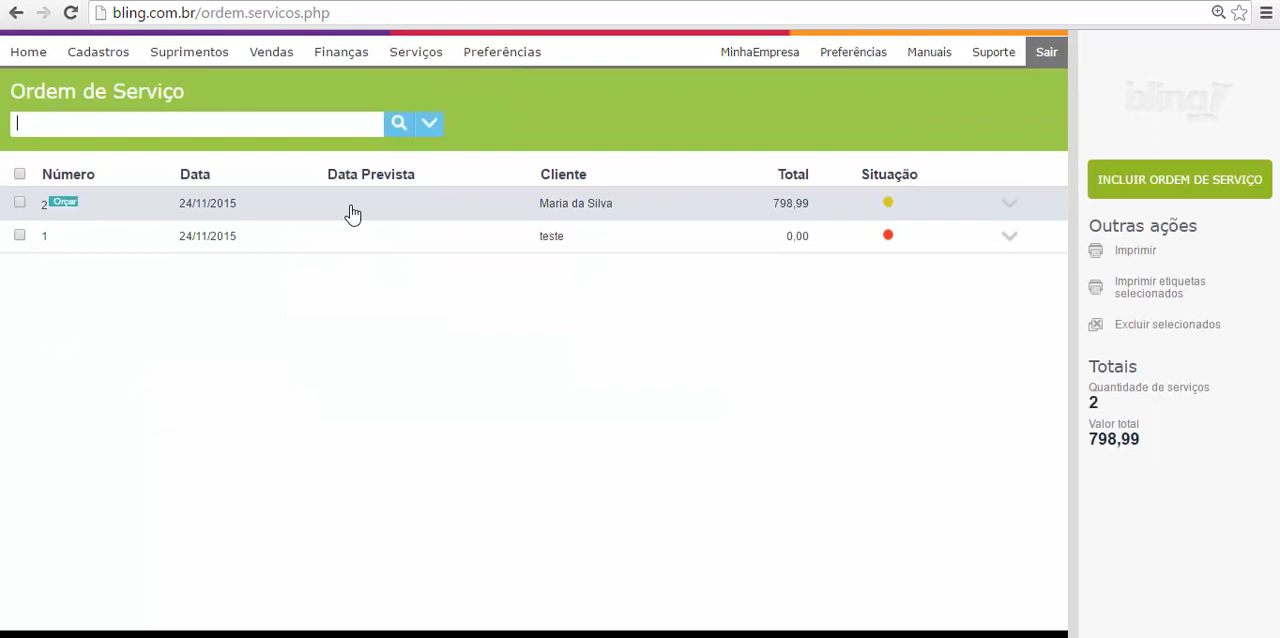 bling.com.br/ordem.servicos.php
Home Cadastros Suprimentos Vendas Finanças Serviços Preferências MinhaEmpresa Preferências Manuais Suporte Sair
Ordem de Serviço
Número Data Data Prevista Cliente Total Situação
2 Orçar 24/11/2015 Maria da Silva 798,99
1 24/11/2015 teste 0,00
bling
INCLUIR ORDEM DE SERVIÇO
Outras ações
Imprimir
Imprimir etiquetas
selecionados
Excluir selecionados
Totais
Quantidade de serviços
2
Valor total
798,99